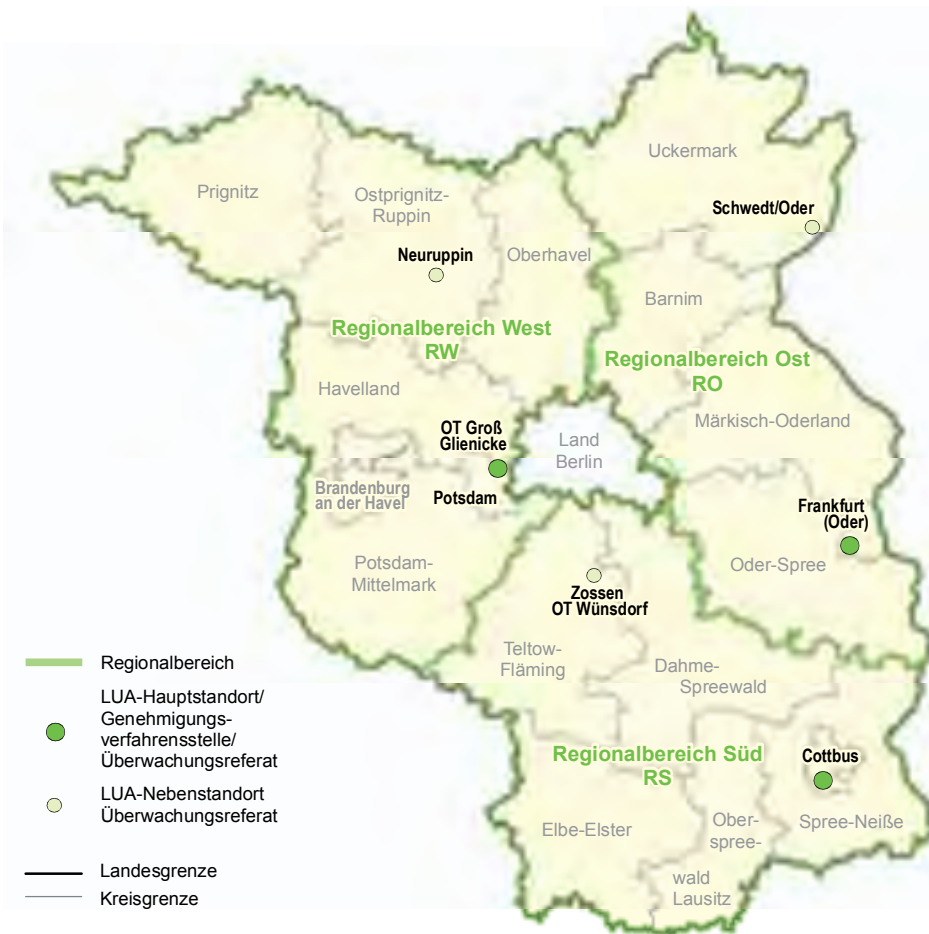 Uckermark
Prignitz
Ostprignitz-
Ruppin
Schwedt/Oder
Neuruppin
Oberhavel
Barnim
Regionalbereich West
RW
Regionalbereich Ost
RO
Havelland
Märkisch-Oderland
OT Groß
Glienicke
Land
Berlin
Brandenburg
an der Havel
Potsdam
Frankfurt
(Oder)
Potsdam-
Mittelmark
Oder-Spree
Zossen
OT Wünsdorf
Teltow-
Fläming
Dahme-
Spreewald
Regionalbereich Süd
RS
Cottbus
Elbe-Elster
Ober-
spree-
wald
Lausitz
Spree-Neiße
Regionalbereich
LUA-Hauptstandort/
Genehmigungs-
verfahrensstelle/
Überwachungsreferat
LUA-Nebenstandort
Überwachungsreferat
Landesgrenze
Kreisgrenze